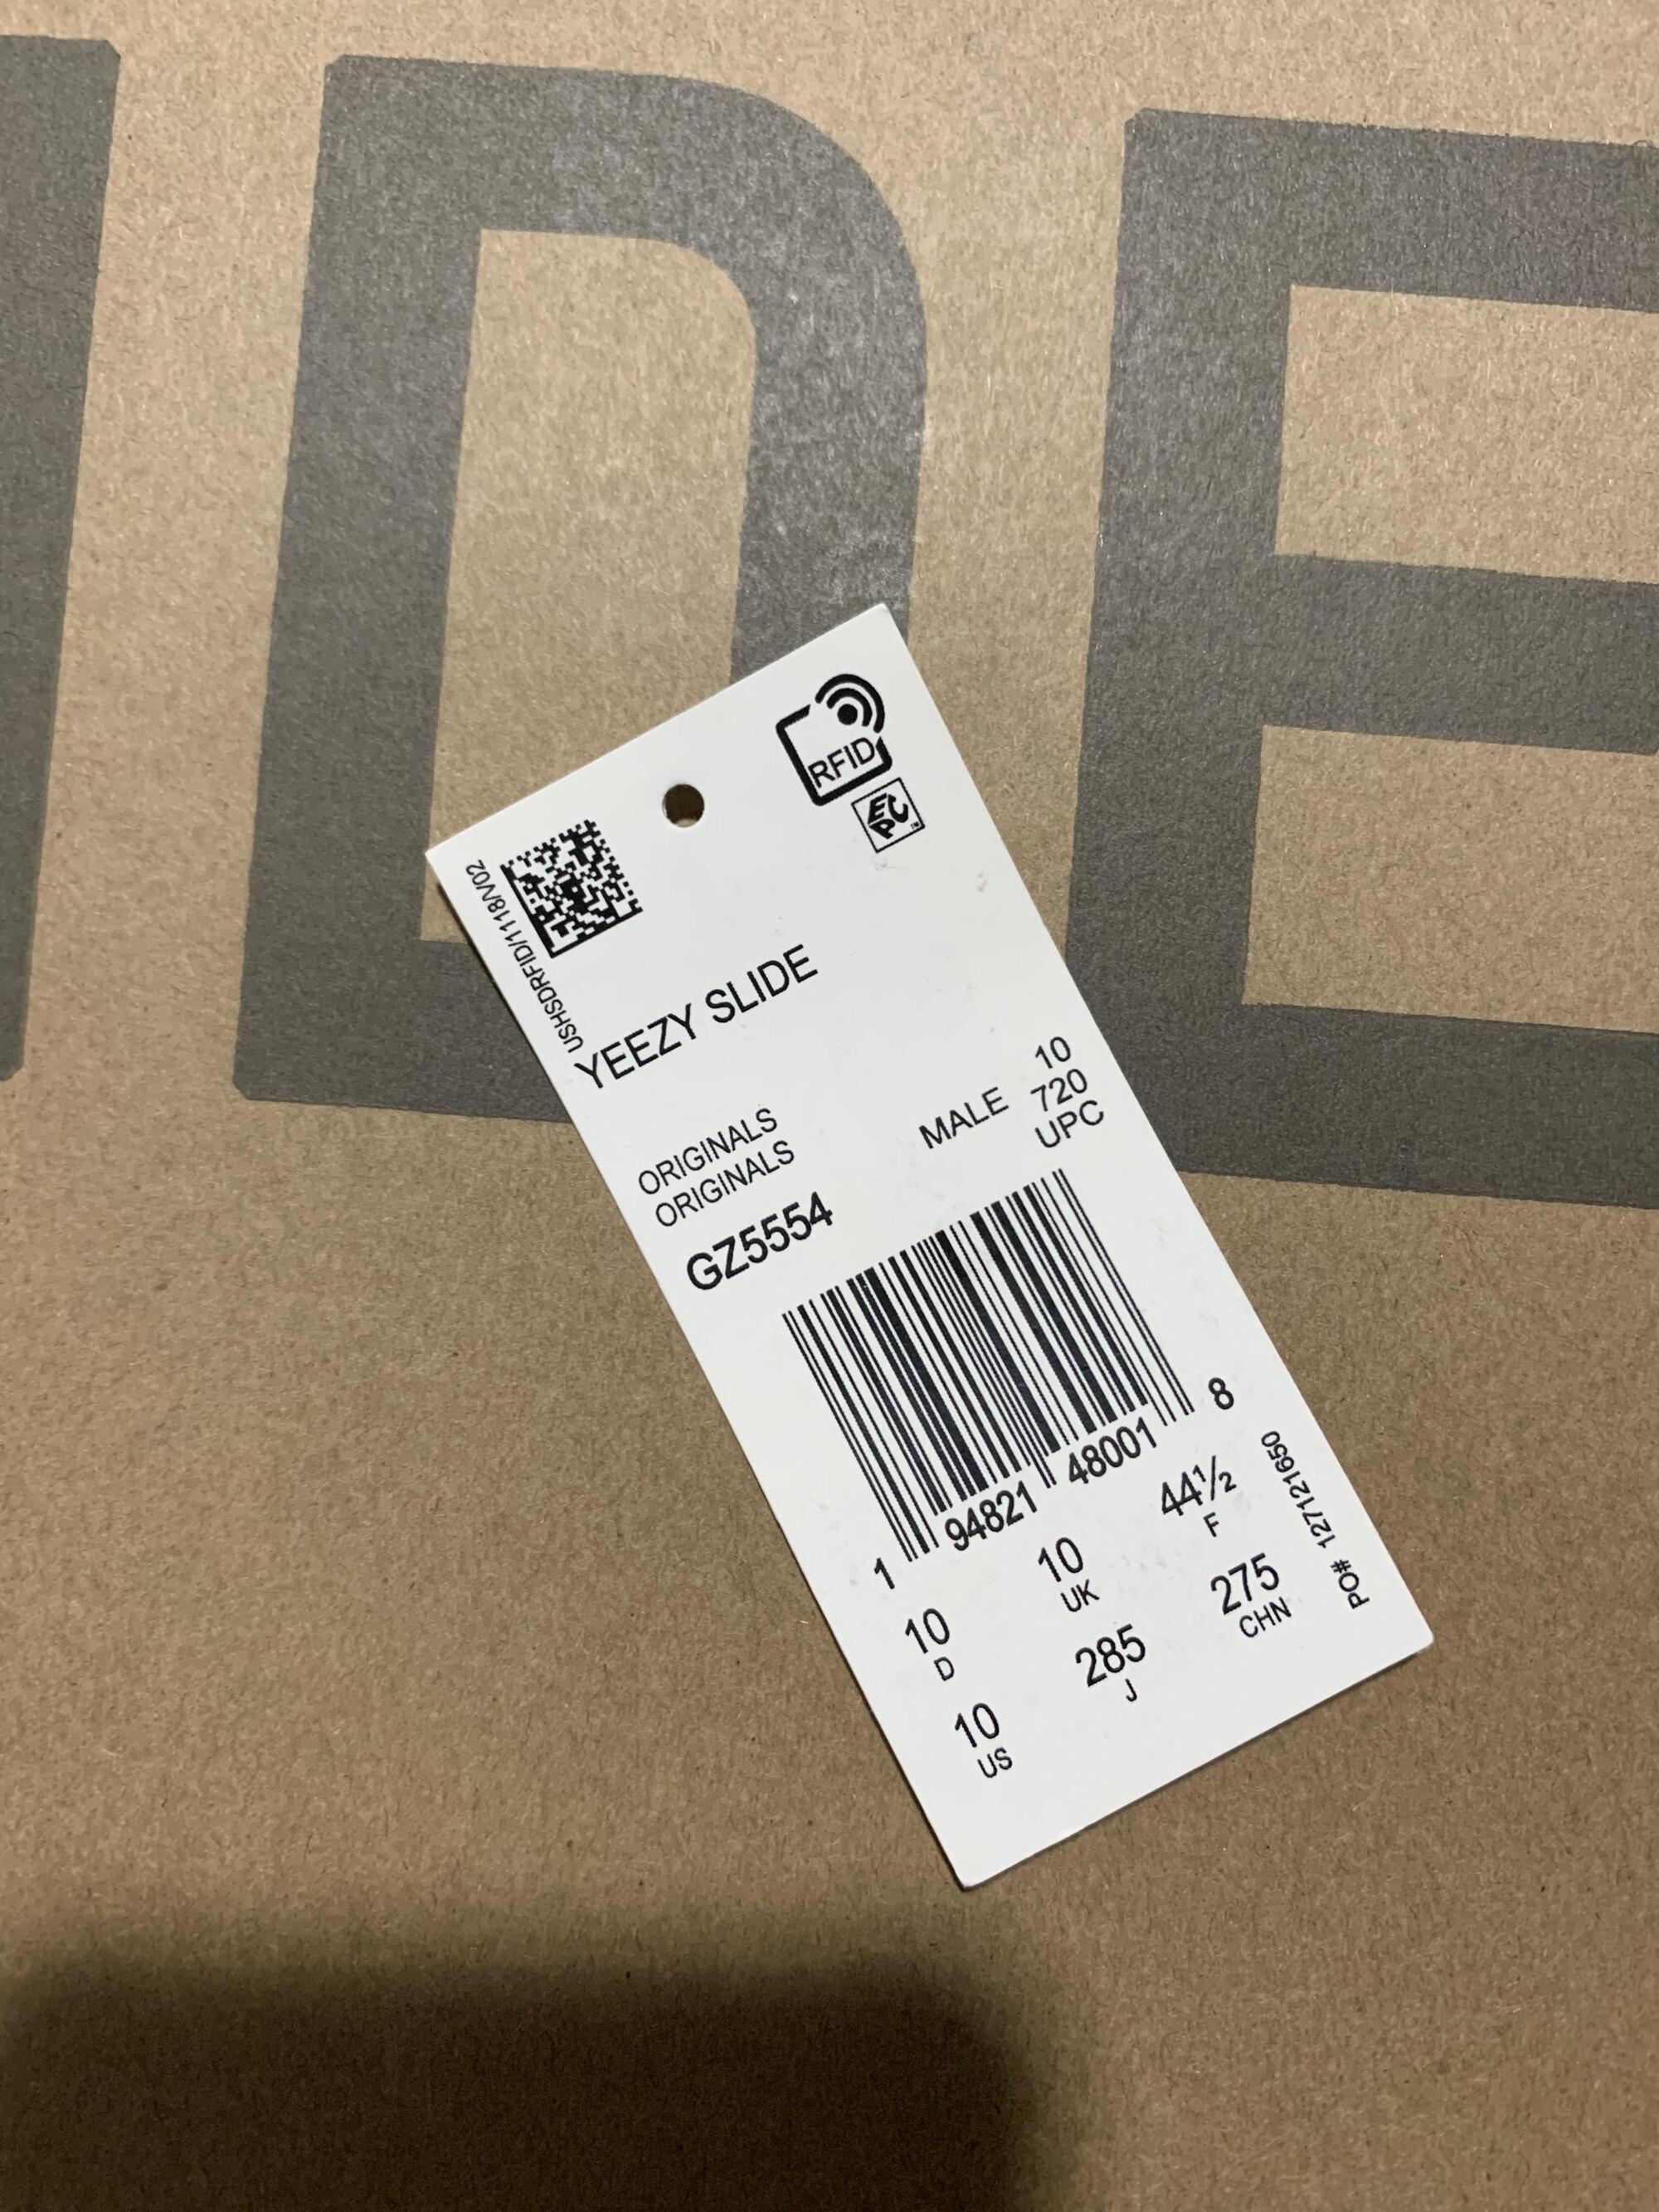 DE
RFID
EPC
USHSDRFID/1118/V02
YEEZY SLIDE
ORIGINALS
ORIGINALS
MALE
10
720
UPC
GZ5554
1 94821 48001 8
10 D
10 UK
44½ F
10 US
285 J
275 CHN
PO# 127121650